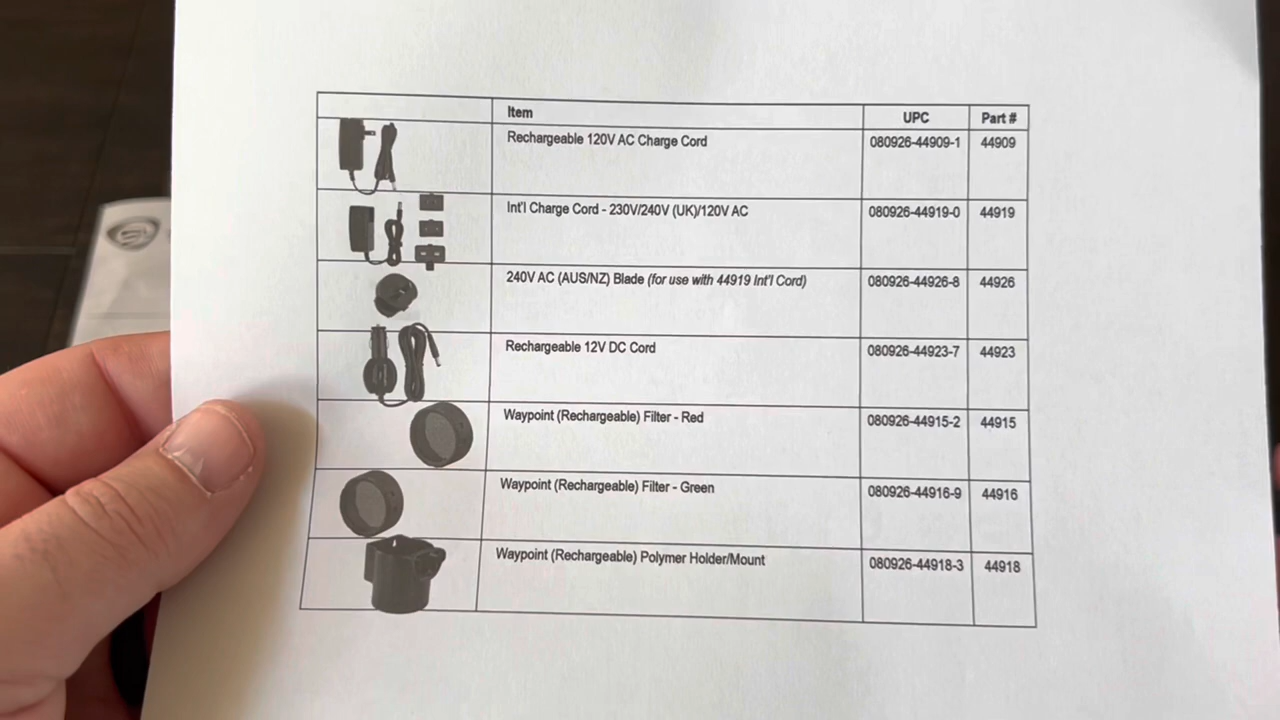 Item UPC Part #
Rechargeable 120V AC Charge Cord 080926-44909-1 44909
Int'l Charge Cord - 230V/240V (UK)/120V AC 080926-44919-0 44919
240V AC (AUS/NZ) Blade (for use with 44919 Int'l Cord) 080926-44926-8 44926
Rechargeable 12V DC Cord 080926-44923-7 44923
Waypoint (Rechargeable) Filter - Red 080926-44915-2 44915
Waypoint (Rechargeable) Filter - Green 080926-44916-9 44916
Waypoint (Rechargeable) Polymer Holder/Mount 080926-44918-3 44918